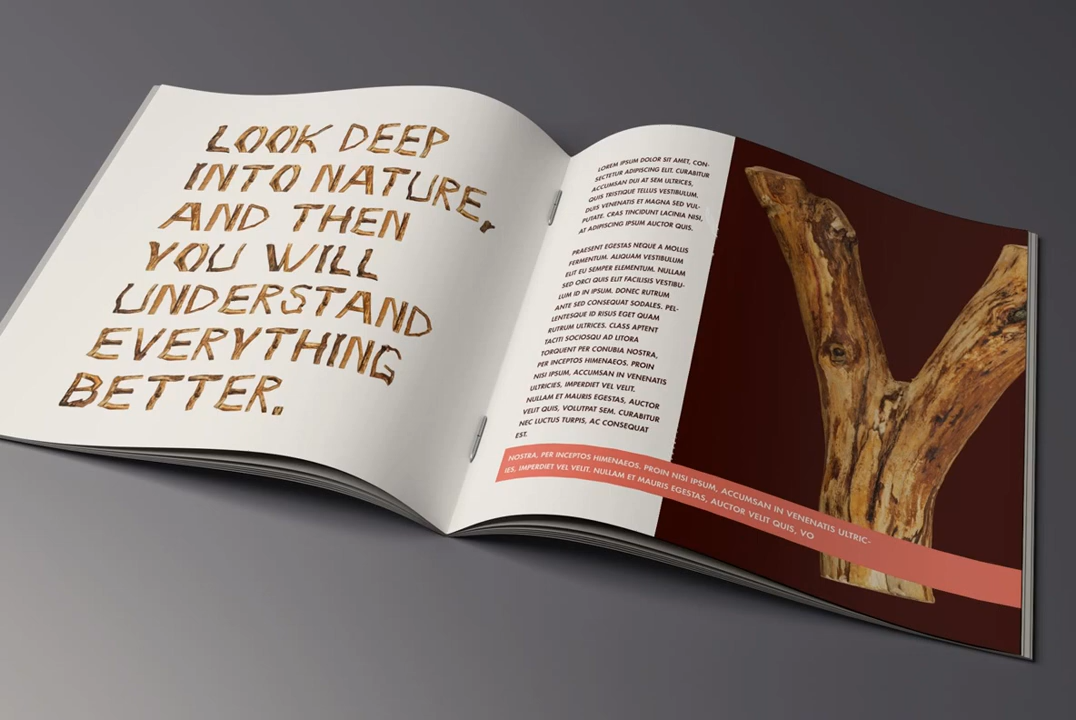 LOOK DEEP
INTO NATURE,
AND THEN
YOU WILL
UNDERSTAND
EVERYTHING
BETTER.
LOREM IPSUM DOLOR SIT AMET, CON-
SECTETUR ADIPISCING ELIT. CURABITUR
ACCUMSAN DUI AT SEM ULTRICES,
QUIS TRISTIQUE TELLUS VESTIBULUM.
DUIS VENENATIS ET MAGNA SED VUL-
PUTATE. CRAS TINCIDUNT LACINIA NISI,
AT ADIPISCING IPSUM AUCTOR QUIS.
PRAESENT EGESTAS NEQUE A MOLLIS
FERMENTUM. ALIQUAM VESTIBULUM
ELIT EU SEMPER ELEMENTUM. NULLAM
SED ORCI QUIS ELIT FACILISIS VESTIBU-
LUM ID IN IPSUM. DONEC RUTRUM
ANTE SED CONSEQUAT SODALES. PEL-
LENTESQUE ID RISUS EGET QUAM
RUTRUM ULTRICES. CLASS APTENT
TACITI SOCIOSQU AD LITORA
TORQUENT PER CONUBIA NOSTRA,
PER INCEPTOS HIMENAEOS. PROIN
NISI IPSUM, ACCUMSAN IN VENENATIS
ULTRICIES, IMPERDIET VEL VELIT.
NULLAM ET MAURIS EGESTAS, AUCTOR
VELIT QUIS, VOLUTPAT SEM. CURABITUR
NEC LUCTUS TURPIS, AC CONSEQUAT
EST.
NOSTRA, PER INCEPTOS HIMENAEOS. PROIN NISI IPSUM, ACCUMSAN IN VENENATIS ULTRIC-
IES, IMPERDIET VEL VELIT. NULLAM ET MAURIS EGESTAS, AUCTOR VELIT QUIS, VO
Y